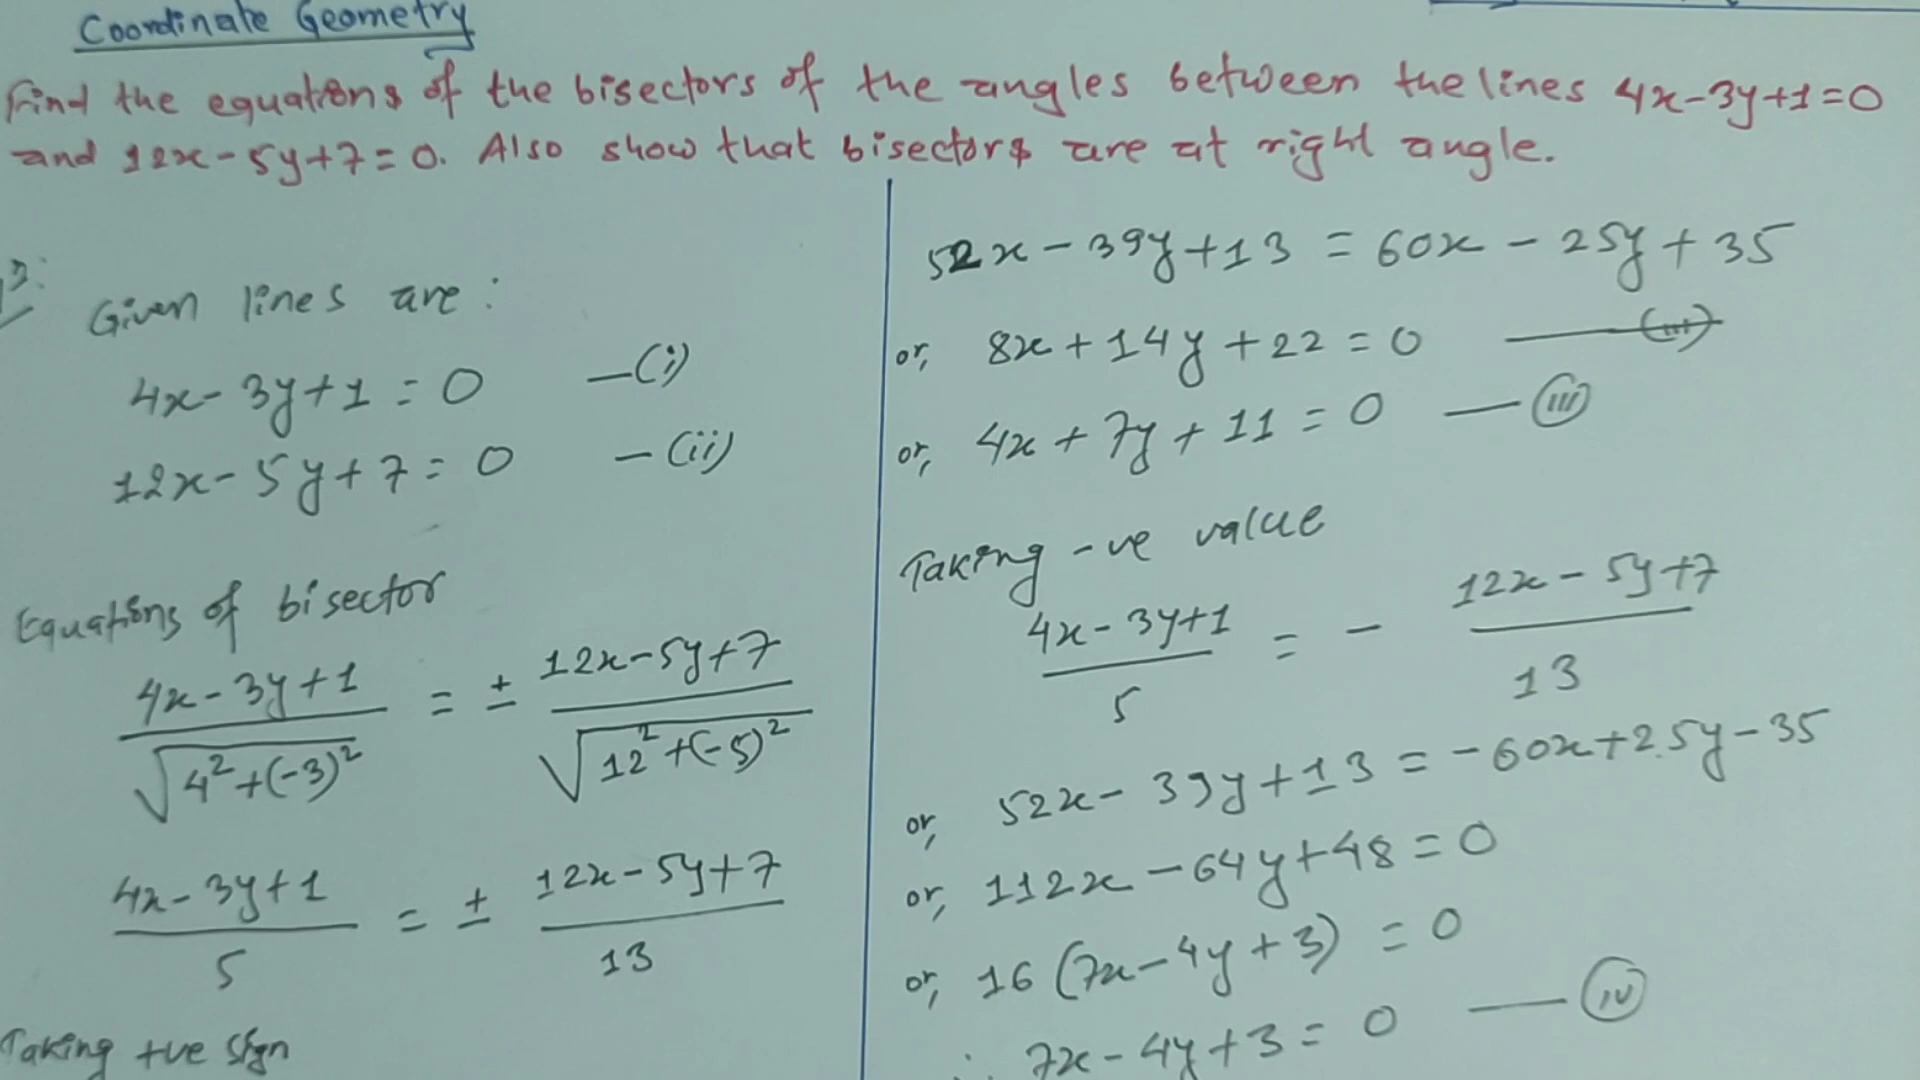 Coordinate Geometry
Find the equations of the bisectors of the angles between the lines 4x-3y+1=0
and 12x-5y+7=0. Also show that bisectors are at right angle.
Given lines are:
4x-3y+1=0 —(i)
12x-5y+7=0 —(ii)
Equations of bisector
(4x-3y+1)/√(4²+(-3)²) = ± (12x-5y+7)/√(12²+(-5)²)
(4x-3y+1)/5 = ± (12x-5y+7)/13
Taking +ve sign
52x-39y+13 = 60x-25y+35
or, 8x+14y+22=0 —(iii)
or, 4x+7y+11=0 —(iii)
Taking -ve value
(4x-3y+1)/5 = - (12x-5y+7)/13
or, 52x-39y+13 = -60x+25y-35
or, 112x-64y+48=0
or, 16(7x-4y+3)=0
∴ 7x-4y+3=0 —(iv)